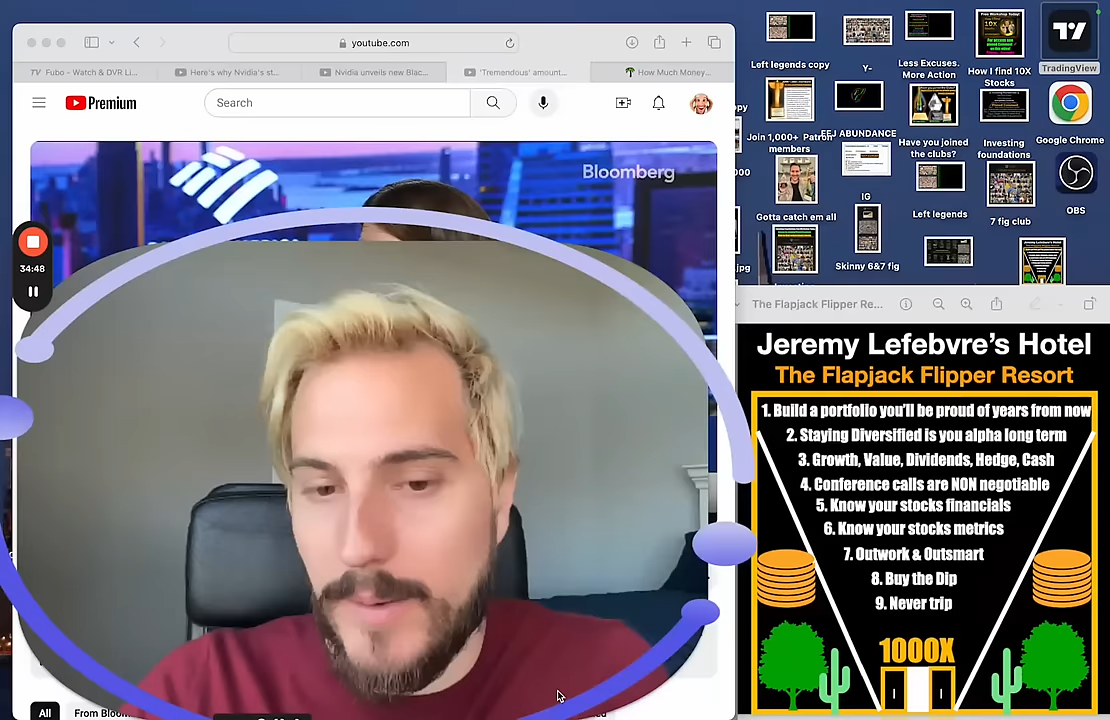 youtube.com
Fubo - Watch & DVR Li...
Here's why Nvidia's st...
Nvidia unveils new Blac...
'Tremendous' amount...
How Much Money...
Premium
Search
Bloomberg
34:48
All
From Bloom
Left legends copy
Y-
Less Excuses.
More Action
How I find 10X
Stocks
TradingView
Join 1,000+ Patron
members
EEJ ABUNDANCE
Have you joined
the clubs?
Investing
foundations
Google Chrome
Gotta catch em all
IG
Left legends
7 fig club
OBS
Skinny 6&7 fig
.jpg
The Flapjack Flipper Re...
Jeremy Lefebvre's Hotel
The Flapjack Flipper Resort
1. Build a portfolio you'll be proud of years from now
2. Staying Diversified is you alpha long term
3. Growth, Value, Dividends, Hedge, Cash
4. Conference calls are NON negotiable
5. Know your stocks financials
6. Know your stocks metrics
7. Outwork & Outsmart
8. Buy the Dip
9. Never trip
1000X